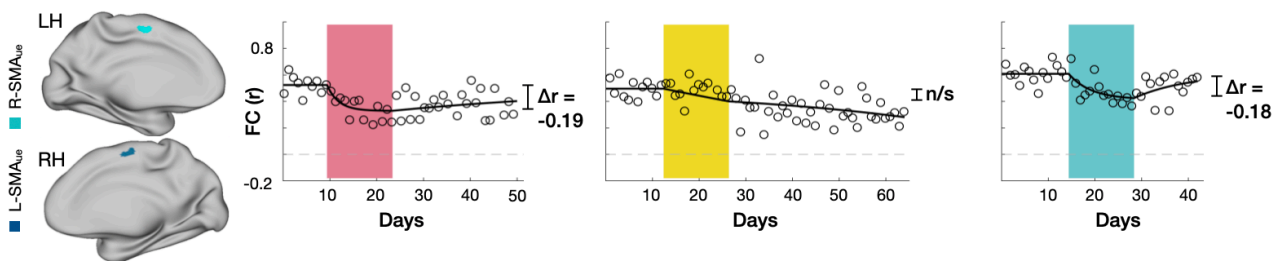 LH
R-SMAue
RH
L-SMAue
FC (r)
0.8
-0.2
10 20 30 40 50
Days
Δr =
-0.19
10 20 30 40 50 60
Days
n/s
10 20 30 40
Days
Δr =
-0.18